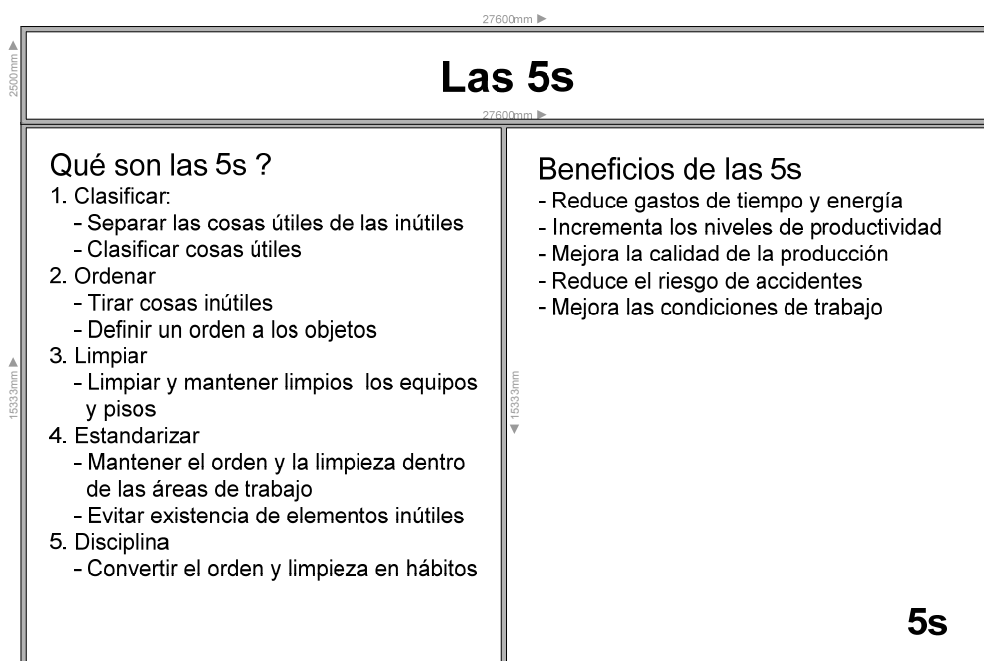 27600mm
2500mm
Las 5s
27600mm
Qué son las 5s ?
1. Clasificar:
- Separar las cosas útiles de las inútiles
- Clasificar cosas útiles
2. Ordenar
- Tirar cosas inútiles
- Definir un orden a los objetos
3. Limpiar
- Limpiar y mantener limpios los equipos
y pisos
4. Estandarizar
- Mantener el orden y la limpieza dentro
de las áreas de trabajo
- Evitar existencia de elementos inútiles
5. Disciplina
- Convertir el orden y limpieza en hábitos
15333mm
15333mm
Beneficios de las 5s
- Reduce gastos de tiempo y energía
- Incrementa los niveles de productividad
- Mejora la calidad de la producción
- Reduce el riesgo de accidentes
- Mejora las condiciones de trabajo
5s